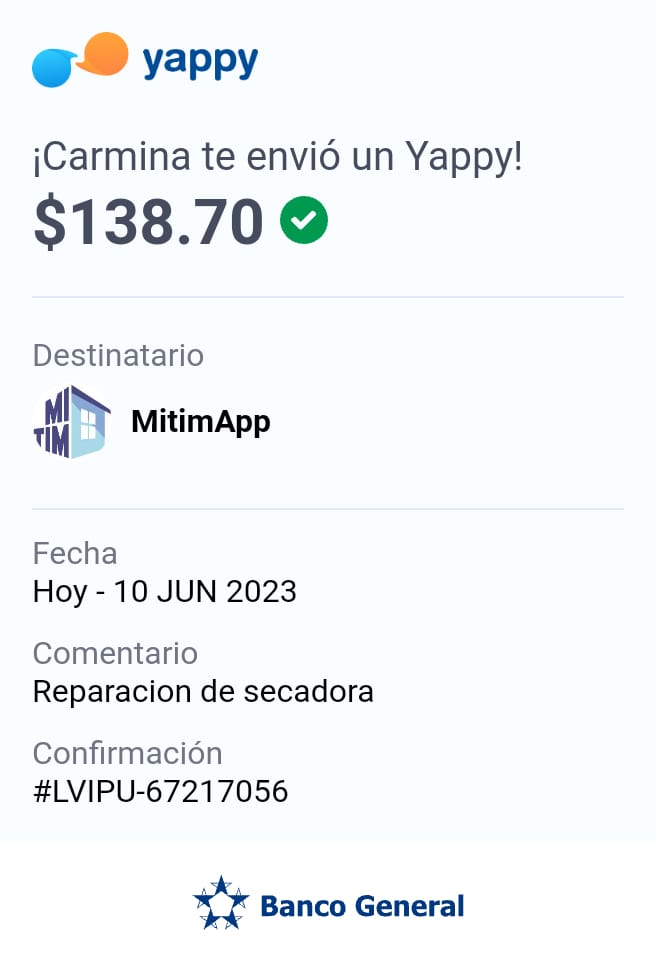 yappy
¡Carmina te envió un Yappy!
$138.70
Destinatario
MI
TIM
MitimApp
Fecha
Hoy - 10 JUN 2023
Comentario
Reparacion de secadora
Confirmación
#LVIPU-67217056
Banco General